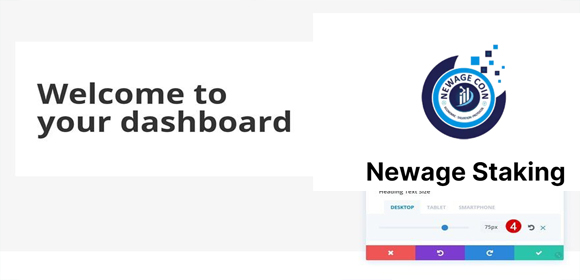 Welcome to
your dashboard
NEWAGE COIN
Newage Staking
Heading Text Size
DESKTOP TABLET SMARTPHONE
75px 4